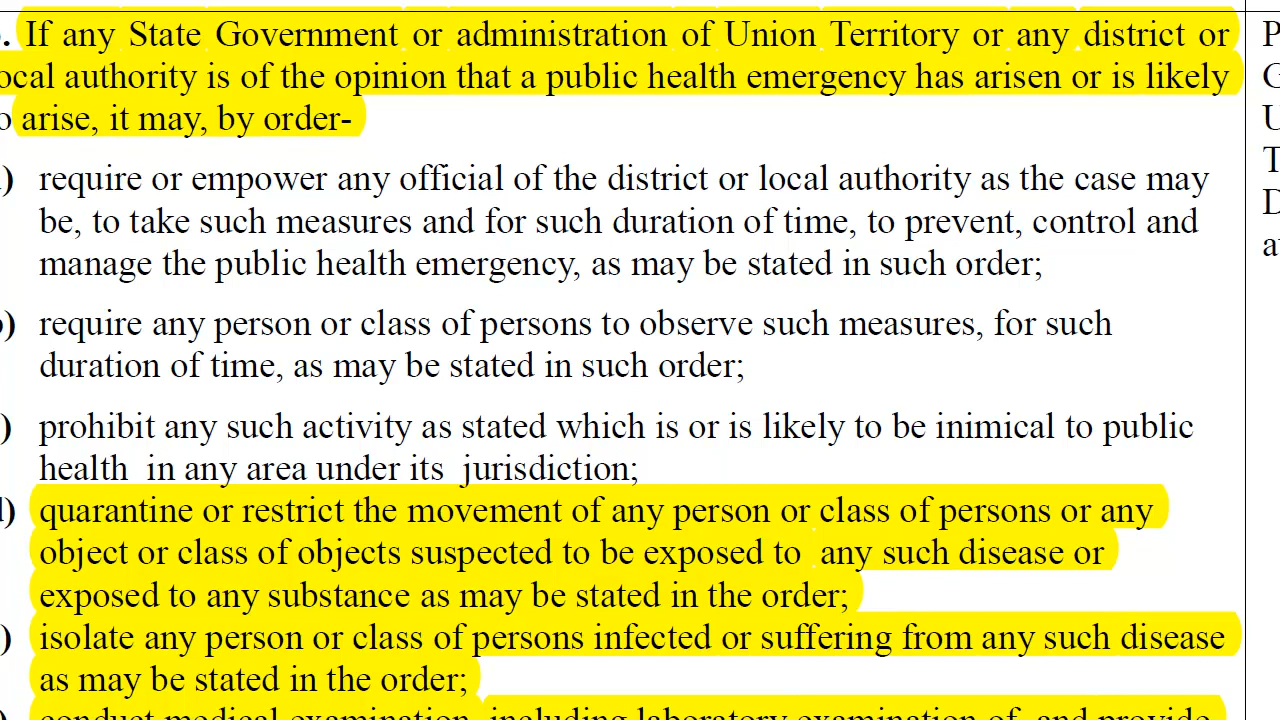 . If any State Government or administration of Union Territory or any district or
ocal authority is of the opinion that a public health emergency has arisen or is likely
o arise, it may, by order-
) require or empower any official of the district or local authority as the case may
be, to take such measures and for such duration of time, to prevent, control and
manage the public health emergency, as may be stated in such order;
) require any person or class of persons to observe such measures, for such
duration of time, as may be stated in such order;
) prohibit any such activity as stated which is or is likely to be inimical to public
health in any area under its jurisdiction;
) quarantine or restrict the movement of any person or class of persons or any
object or class of objects suspected to be exposed to any such disease or
exposed to any substance as may be stated in the order;
) isolate any person or class of persons infected or suffering from any such disease
as may be stated in the order;
conduct medical examination, including laboratory examination of, and provide
P
G
U
T
D
a